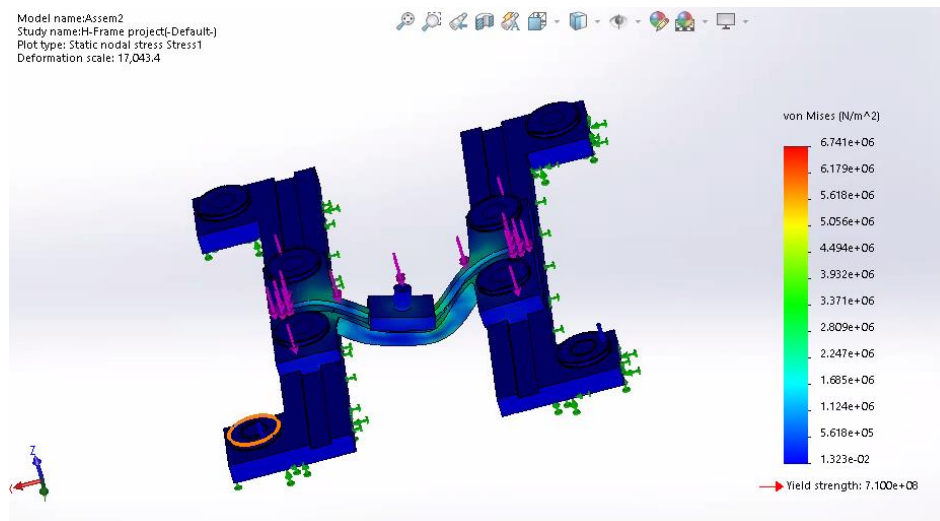 Model name:Assem2
Study name:H-Frame project(-Default-)
Plot type: Static nodal stress Stress1
Deformation scale: 17,043.4
von Mises (N/m^2)
6.741e+06
6.179e+06
5.618e+06
5.056e+06
4.494e+06
3.932e+06
3.371e+06
2.809e+06
2.247e+06
1.685e+06
1.124e+06
5.618e+05
1.323e-02
Yield strength: 7.100e+08
Z